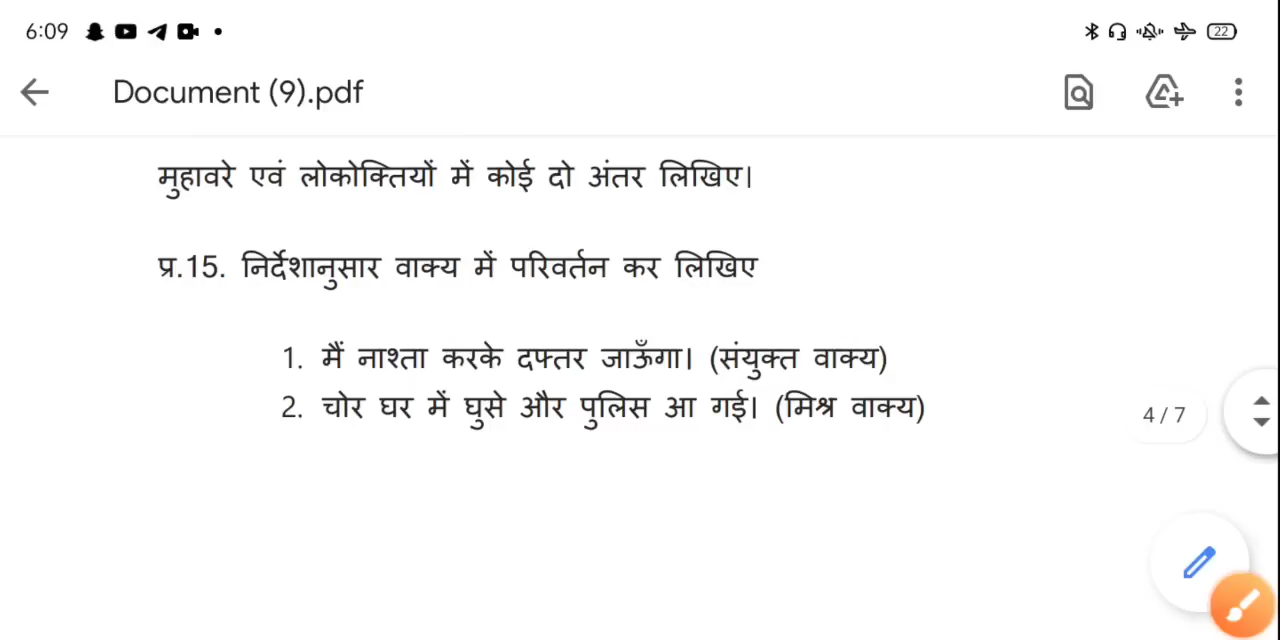 6:09
22
Document (9).pdf
मुहावरे एवं लोकोक्तियों में कोई दो अंतर लिखिए।
प्र.15. निर्देशानुसार वाक्य में परिवर्तन कर लिखिए
1. मैं नाश्ता करके दफ्तर जाऊँगा। (संयुक्त वाक्य)
2. चोर घर में घुसे और पुलिस आ गई। (मिश्र वाक्य)
4 / 7